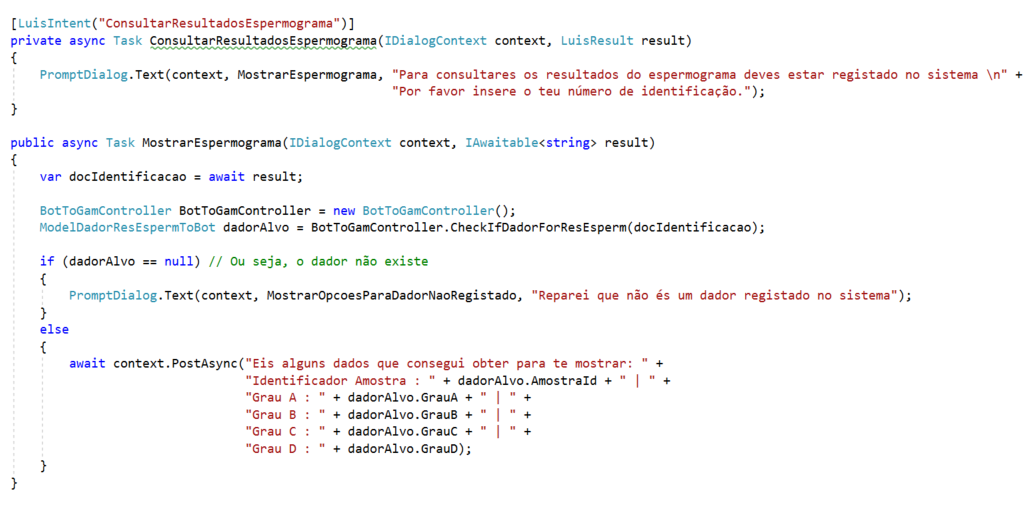 [LuisIntent("ConsultarResultadosEspermograma")]
private async Task ConsultarResultadosEspermograma(IDialogContext context, LuisResult result)
{
    PromptDialog.Text(context, MostrarEspermograma, "Para consultares os resultados do espermograma deves estar registado no sistema \n" +
                                                    "Por favor insere o teu número de identificação.");
}

public async Task MostrarEspermograma(IDialogContext context, IAwaitable<string> result)
{
    var docIdentificacao = await result;

    BotToGamController BotToGamController = new BotToGamController();
    ModelDadorResEspermToBot dadorAlvo = BotToGamController.CheckIfDadorForResEsperm(docIdentificacao);

    if (dadorAlvo == null) // Ou seja, o dador não existe
    {
        PromptDialog.Text(context, MostrarOpcoesParaDadorNaoRegistado, "Reparei que não és um dador registado no sistema");
    }
    else
    {
        await context.PostAsync("Eis alguns dados que consegui obter para te mostrar: " +
                                "Identificador Amostra : " + dadorAlvo.AmostraId + " | " +
                                "Grau A : " + dadorAlvo.GrauA + " | " +
                                "Grau B : " + dadorAlvo.GrauB + " | " +
                                "Grau C : " + dadorAlvo.GrauC + " | " +
                                "Grau D : " + dadorAlvo.GrauD);
    }
}